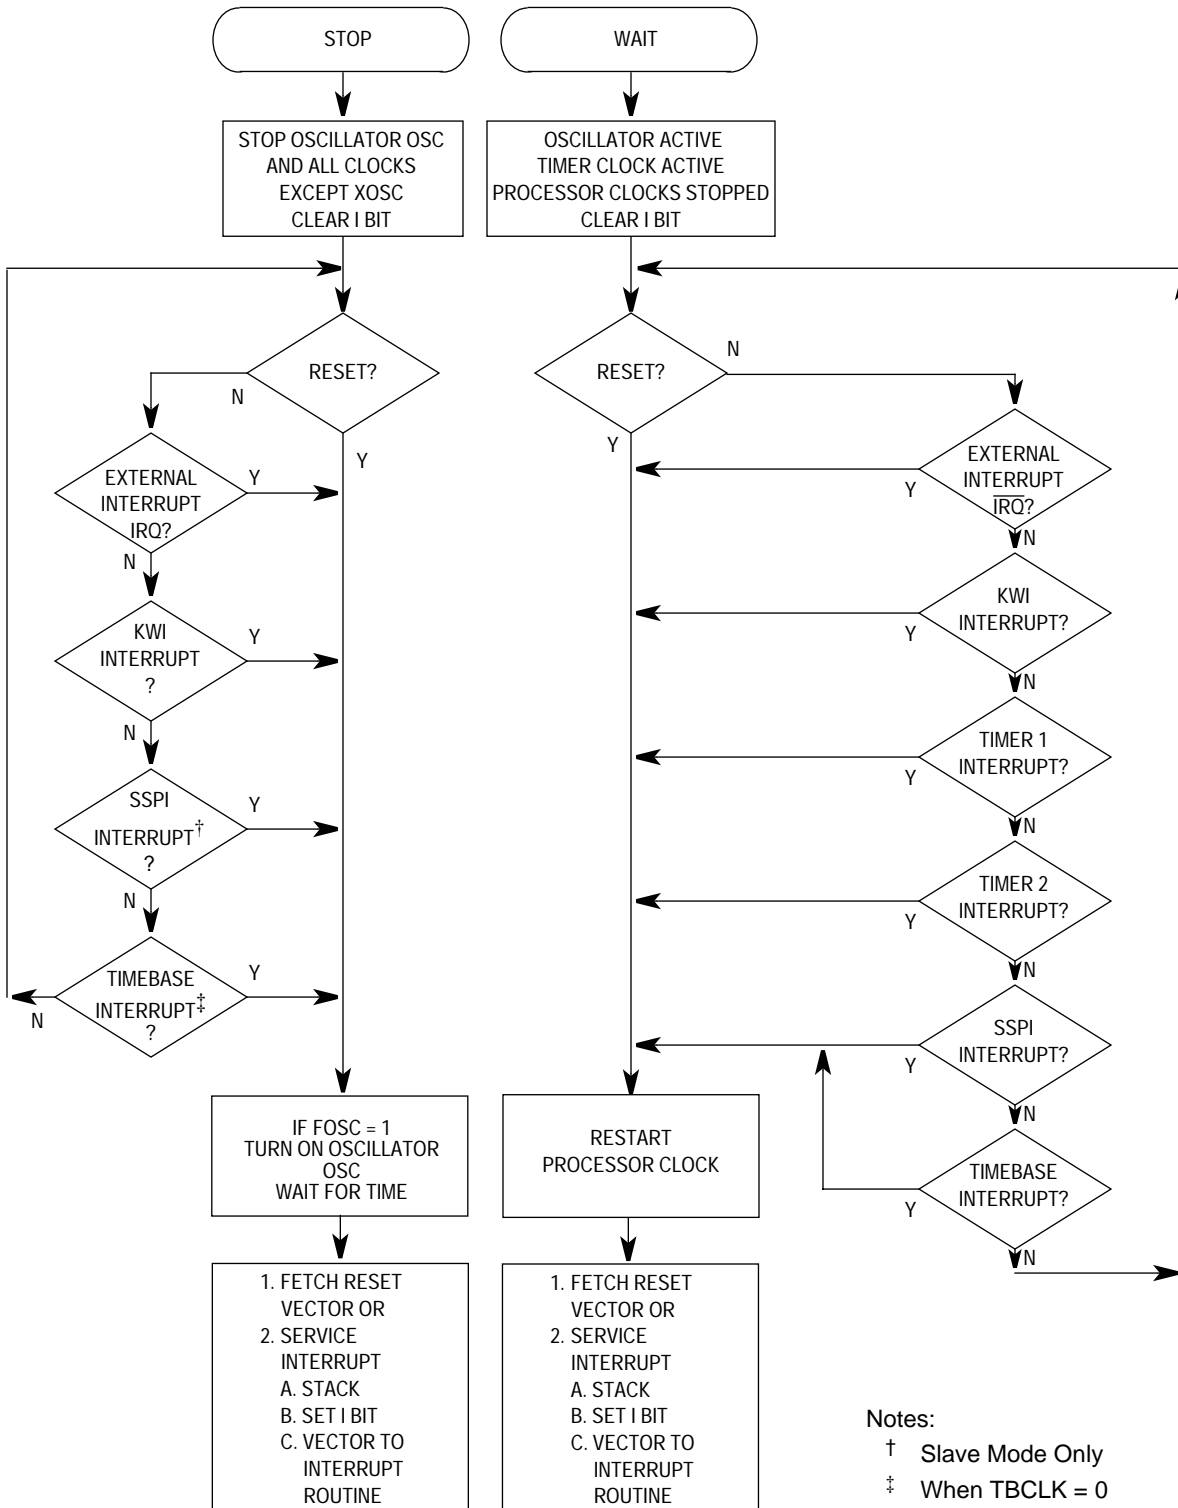 STOP
STOP OSCILLATOR OSC
AND ALL CLOCKS
EXCEPT XOSC
CLEAR I BIT
RESET?
N
Y
EXTERNAL
INTERRUPT
IRQ?
Y
N
KWI
INTERRUPT
?
Y
N
SSPI
INTERRUPT†
?
Y
N
TIMEBASE
INTERRUPT‡
?
Y
N
IF FOSC = 1
TURN ON OSCILLATOR
OSC
WAIT FOR TIME
1. FETCH RESET
VECTOR OR
2. SERVICE
INTERRUPT
A. STACK
B. SET I BIT
C. VECTOR TO
INTERRUPT
ROUTINE
WAIT
OSCILLATOR ACTIVE
TIMER CLOCK ACTIVE
PROCESSOR CLOCKS STOPPED
CLEAR I BIT
RESET?
N
Y
EXTERNAL
INTERRUPT
I̅R̅Q̅?
Y
N
KWI
INTERRUPT?
Y
N
TIMER 1
INTERRUPT?
Y
N
TIMER 2
INTERRUPT?
Y
N
SSPI
INTERRUPT?
Y
N
TIMEBASE
INTERRUPT?
Y
N
RESTART
PROCESSOR CLOCK
1. FETCH RESET
VECTOR OR
2. SERVICE
INTERRUPT
A. STACK
B. SET I BIT
C. VECTOR TO
INTERRUPT
ROUTINE
Notes:
† Slave Mode Only
‡ When TBCLK = 0